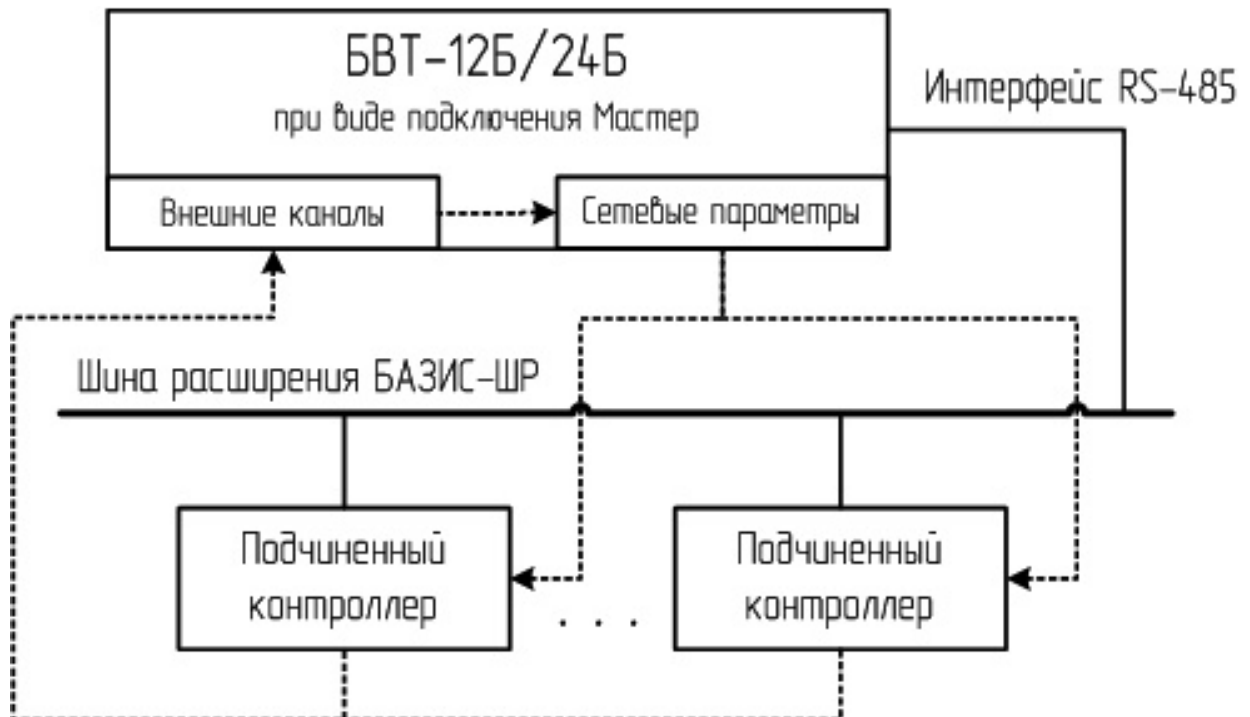 БВТ-12Б/24Б
при виде подключения Мастер
Интерфейс RS-485
Внешние каналы
Сетевые параметры
Шина расширения БАЗИС-ШР
Подчиненный
контроллер
. . .
Подчиненный
контроллер